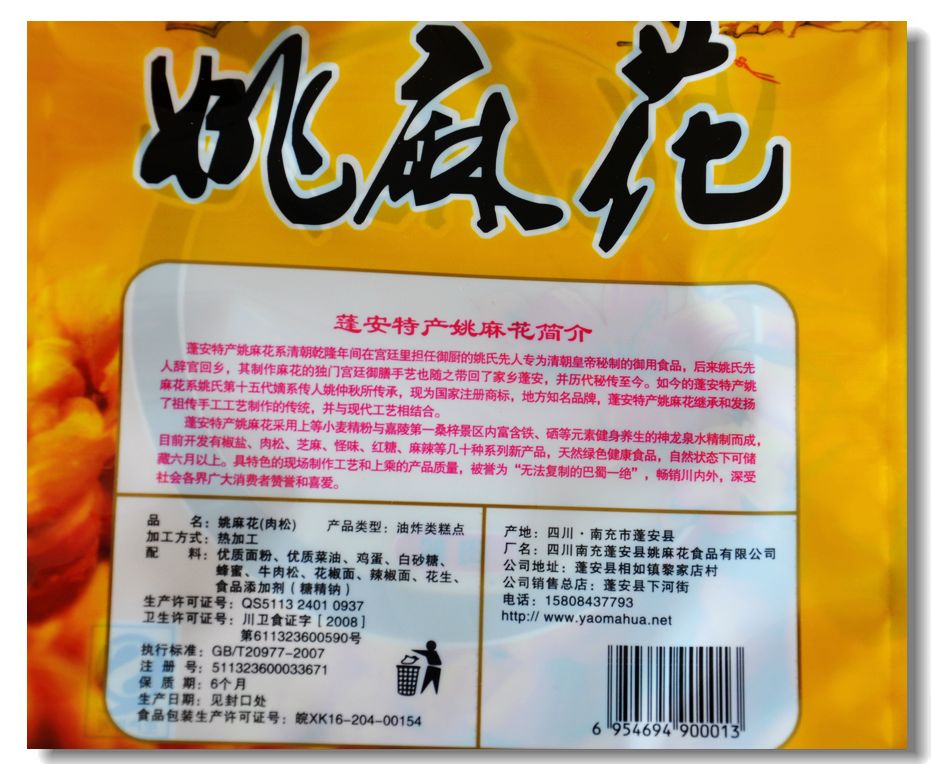 姚麻花
蓬安特产姚麻花简介
蓬安特产姚麻花系清朝乾隆年间在宫廷里担任御厨的姚氏先人专为清朝皇帝秘制的御用食品，后来姚氏先
人辞官回乡，其制作麻花的独门宫廷御膳手艺也随之带回了家乡蓬安，并历代秘传至今。如今的蓬安特产姚
麻花系姚氏第十五代嫡系传人姚仲秋所传承，现为国家注册商标，地方知名品牌，蓬安特产姚麻花继承和发扬
了祖传手工工艺制作的传统，并与现代工艺相结合。
蓬安特产姚麻花采用上等小麦精粉与嘉陵第一桑梓景区内富含铁、硒等元素健身养生的神龙泉水精制而成，
目前开发有椒盐、肉松、芝麻、怪味、红糖、麻辣等几十种系列新产品，天然绿色健康食品，自然状态下可储
藏六月以上。具特色的现场制作工艺和上乘的产品质量，被誉为“无法复制的巴蜀一绝”，畅销川内外，深受
社会各界广大消费者赞誉和喜爱。
品 名：姚麻花(肉松) 产品类型：油炸类糕点
加工方式：热加工
配 料：优质面粉、优质菜油、鸡蛋、白砂糖、
蜂蜜、牛肉松、花椒面、辣椒面、花生、
食品添加剂（糖精钠）
生产许可证号：QS5113 2401 0937
卫生许可证号：川卫食证字［2008］
第611323600590号
执行标准：GB/T20977-2007
注 册 号：511323600033671
保 质 期：6个月
生产日期：见封口处
食品包装生产许可证号：皖XK16-204-00154
产地：四川·南充市蓬安县
厂名：四川南充蓬安县姚麻花食品有限公司
公司地址：蓬安县相如镇黎家店村
公司销售总店：蓬安县下河街
电话：15808437793
http:// www.yaomahua.net
6 954694 900013